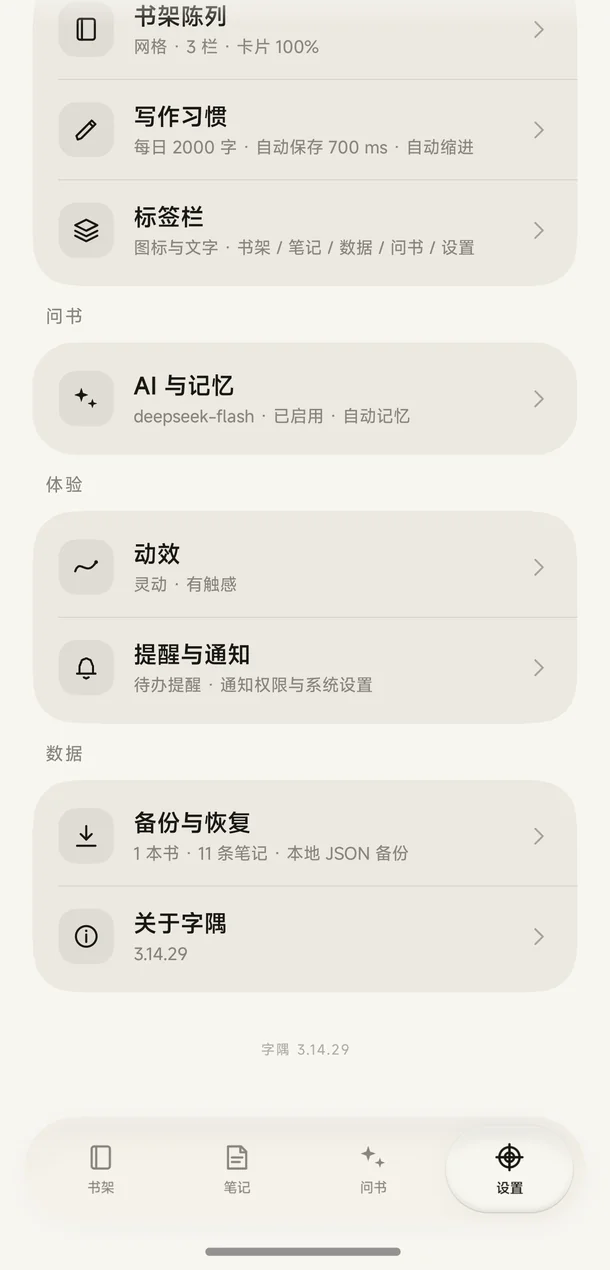 书架陈列
网格 · 3 栏 · 卡片 100%
写作习惯
每日 2000 字 · 自动保存 700 ms · 自动缩进
标签栏
图标与文字 · 书架 / 笔记 / 数据 / 问书 / 设置
问书
AI 与记忆
deepseek-flash · 已启用 · 自动记忆
体验
动效
灵动 · 有触感
提醒与通知
待办提醒 · 通知权限与系统设置
数据
备份与恢复
1 本书 · 11 条笔记 · 本地 JSON 备份
关于字隅
3.14.29
字隅 3.14.29
书架 笔记 问书 设置